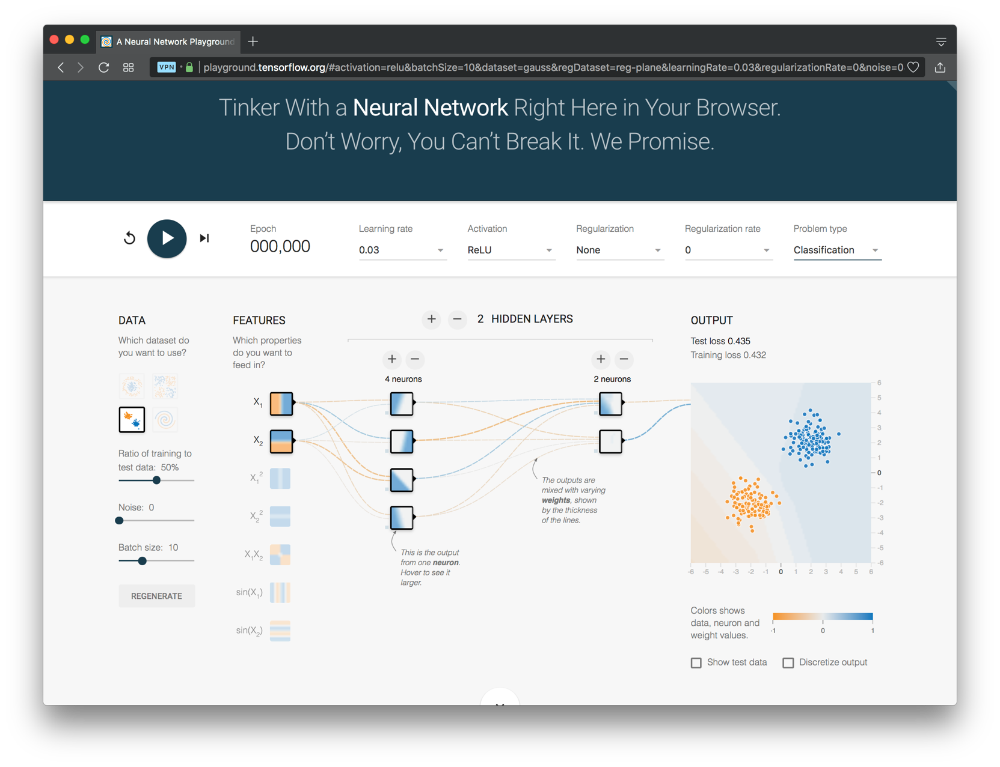 A Neural Network Playground
VPN
playground.tensorflow.org/#activation=relu&batchSize=10&dataset=gauss&regDataset=reg-plane&learningRate=0.03&regularizationRate=0&noise=0
Tinker With a Neural Network Right Here in Your Browser.
Don't Worry, You Can't Break It. We Promise.
Epoch
000,000
Learning rate
0.03
Activation
ReLU
Regularization
None
Regularization rate
0
Problem type
Classification
DATA
Which dataset do
you want to use?
Ratio of training to
test data: 50%
Noise: 0
Batch size: 10
REGENERATE
FEATURES
Which properties
do you want to
feed in?
X1
X2
X1²
X2²
X1X2
sin(X1)
sin(X2)
+ − 2 HIDDEN LAYERS
+ −
4 neurons
+ −
2 neurons
The outputs are
mixed with varying
weights, shown
by the thickness
of the lines.
This is the output
from one neuron.
Hover to see it
larger.
OUTPUT
Test loss 0.435
Training loss 0.432
6
5
4
3
2
1
0
-1
-2
-3
-4
-5
-6
-6 -5 -4 -3 -2 -1 0 1 2 3 4 5 6
Colors shows
data, neuron and
weight values.
-1 0 1
Show test data
Discretize output